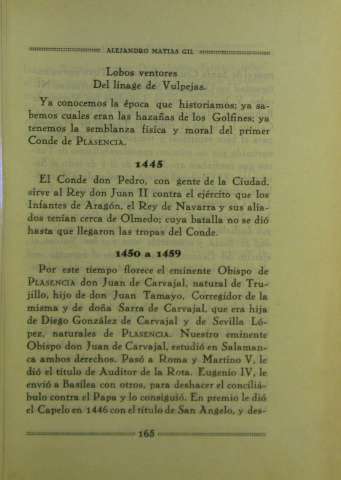 ALEJANDRO MATIAS GIL
Lobos ventores
Del linage de Vulpejas.
Ya conocemos la época que historiamos; ya sa-
bemos cuales eran las hazañas de los Golfines; ya
tenemos la semblanza física y moral del primer
Conde de PLASENCIA.
1445
El Conde don Pedro, con gente de la Ciudad,
sirve al Rey don Juan II contra el ejército que los
Infantes de Aragón, el Rey de Navarra y sus alia-
dos tenían cerca de Olmedo; cuya batalla no se dió
hasta que llegaron las tropas del Conde.
1450 a 1459
Por este tiempo florece el eminente Obispo de
PLASENCIA don Juan de Carvajal, natural de Tru-
jillo, hijo de don Juan Tamayo, Corregidor de la
misma y de doña Sarra de Carvajal, que era hija
de Diego González de Carvajal y de Sevilla Ló-
pez, naturales de PLASENCIA. Nuestro eminente
Obispo don Juan de Carvajal, estudió en Salaman-
ca ambos derechos. Pasó a Roma y Martino V, le
dió el título de Auditor de la Rota. Eugenio IV, le
envió a Basilea con otros, para deshacer el conciliá-
bulo contra el Papa y lo consiguió. En premio le dió
el Capelo en 1446 con el título de San Angelo, y des-
165